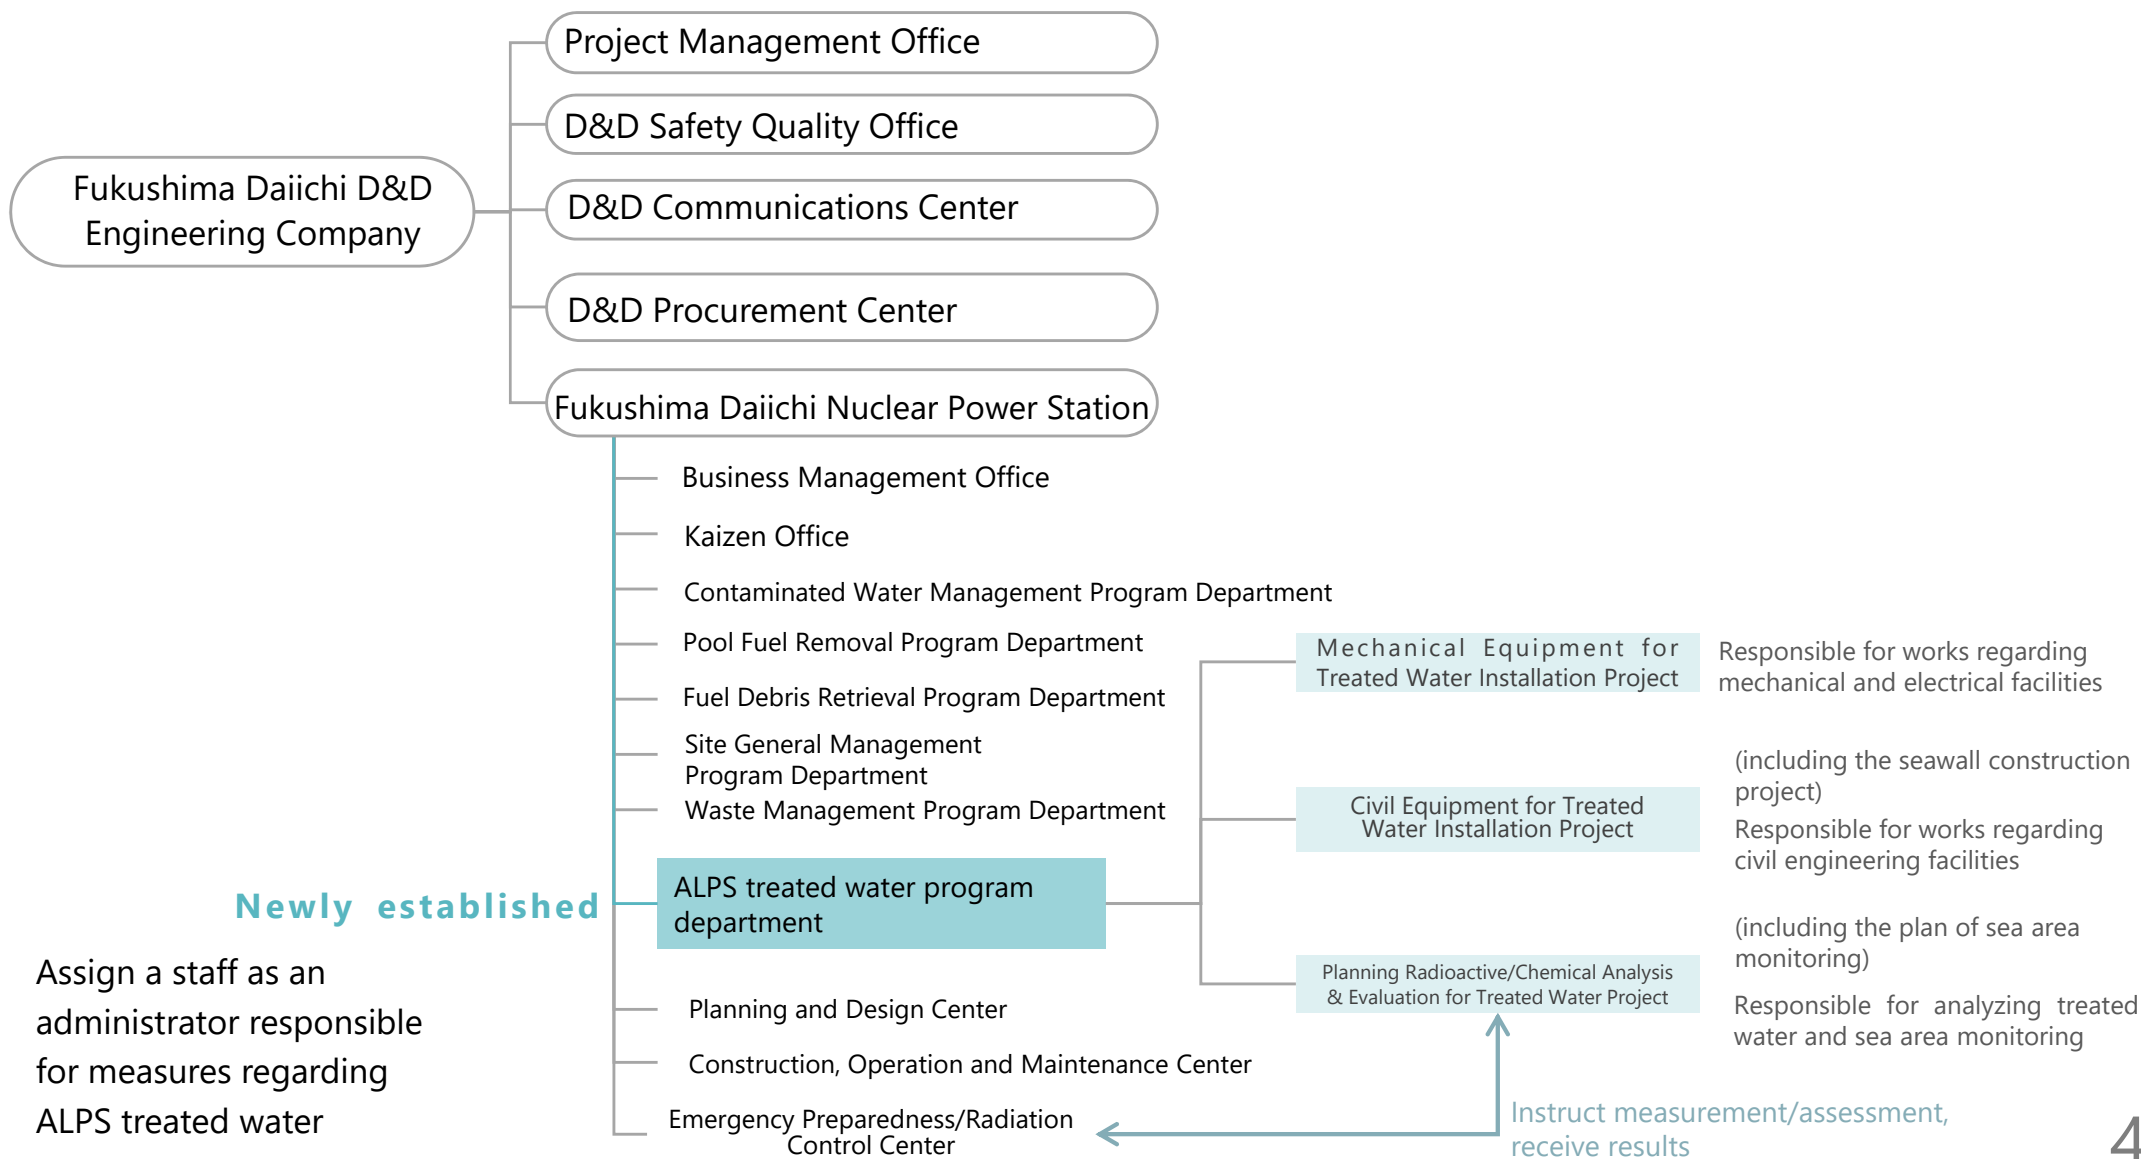 Project Management Office
D&D Safety Quality Office
Fukushima Daiichi D&D
Engineering Company
D&D Communications Center
D&D Procurement Center
Fukushima Daiichi Nuclear Power Station
Business Management Office
Kaizen Office
Contaminated Water Management Program Department
Pool Fuel Removal Program Department
Fuel Debris Retrieval Program Department
Site General Management
Program Department
Waste Management Program Department
Newly established
ALPS treated water program
department
Assign a staff as an
administrator responsible
for measures regarding
ALPS treated water
Planning and Design Center
Construction, Operation and Maintenance Center
Emergency Preparedness/Radiation
Control Center
Mechanical Equipment for
Treated Water Installation Project
Responsible for works regarding
mechanical and electrical facilities
Civil Equipment for Treated
Water Installation Project
(including the seawall construction
project)
Responsible for works regarding
civil engineering facilities
Planning Radioactive/Chemical Analysis
& Evaluation for Treated Water Project
(including the plan of sea area
monitoring)
Responsible for analyzing treated
water and sea area monitoring
Instruct measurement/assessment,
receive results
4